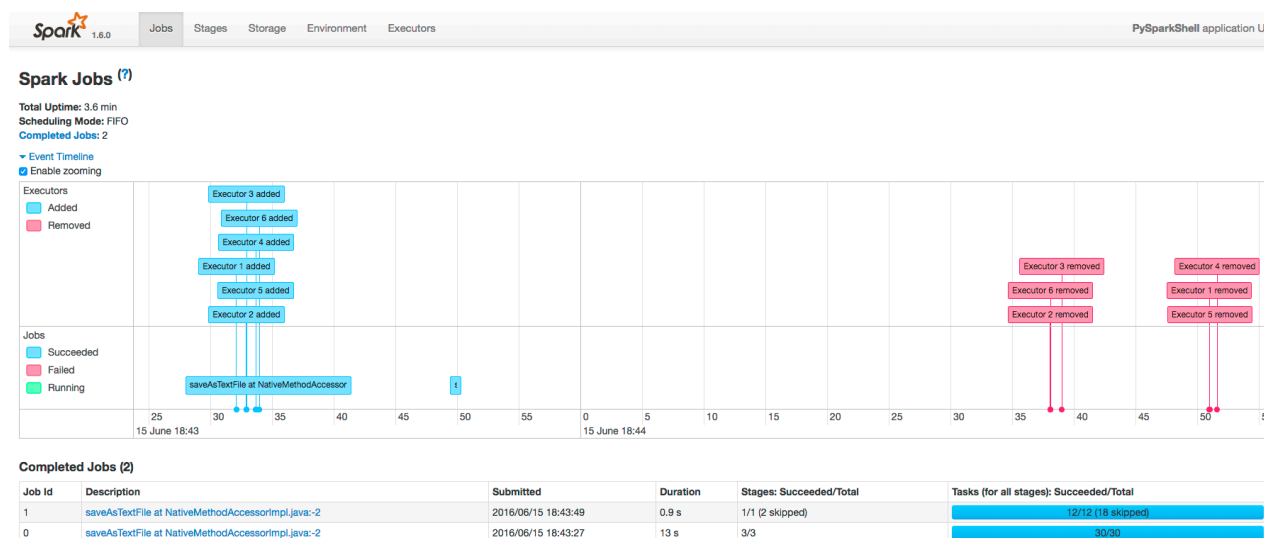 Spark 1.6.0 Jobs Stages Storage Environment Executors PySparkShell application U
Spark Jobs (?)
Total Uptime: 3.6 min
Scheduling Mode: FIFO
Completed Jobs: 2
Event Timeline
Enable zooming
Executors
Added
Removed
Executor 3 added
Executor 6 added
Executor 4 added
Executor 1 added
Executor 5 added
Executor 2 added
Executor 3 removed
Executor 6 removed
Executor 2 removed
Executor 4 removed
Executor 1 removed
Executor 5 removed
Jobs
Succeeded
Failed
Running
saveAsTextFile at NativeMethodAccessor
25 30 35 40 45 50 55 0 5 10 15 20 25 30 35 40 45 50 5
15 June 18:43 15 June 18:44
Completed Jobs (2)
Job Id Description Submitted Duration Stages: Succeeded/Total Tasks (for all stages): Succeeded/Total
1 saveAsTextFile at NativeMethodAccessorImpl.java:-2 2016/06/15 18:43:49 0.9 s 1/1 (2 skipped) 12/12 (18 skipped)
0 saveAsTextFile at NativeMethodAccessorImpl.java:-2 2016/06/15 18:43:27 13 s 3/3 30/30